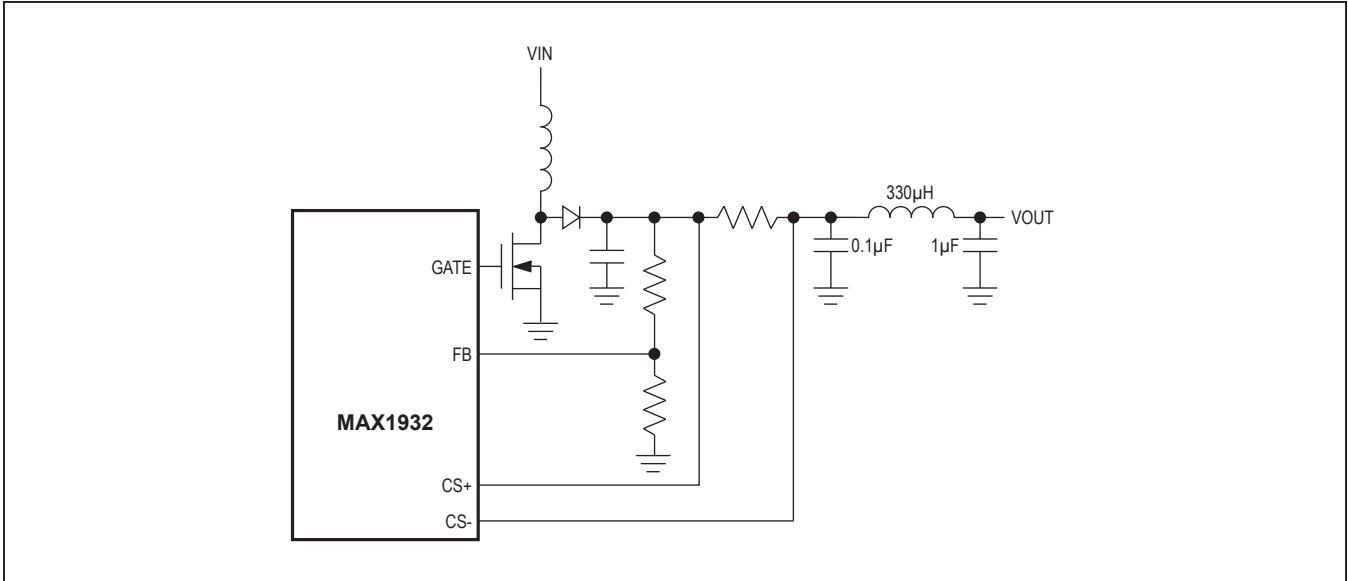 VIN
330µH
VOUT
0.1µF
1µF
GATE
FB
MAX1932
CS+
CS-